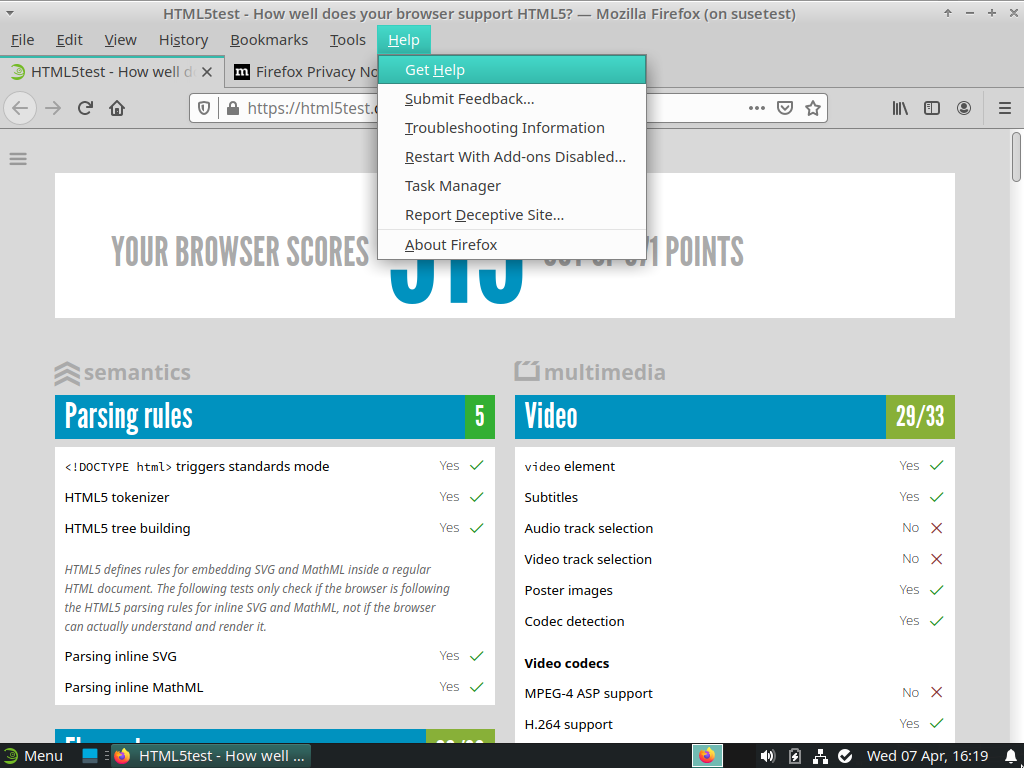 HTML5test - How well does your browser support HTML5? — Mozilla Firefox (on susetest)
File Edit View History Bookmarks Tools Help
HTML5test - How well d
Firefox Privacy No
https://html5test.
Get Help
Submit Feedback...
Troubleshooting Information
Restart With Add-ons Disabled...
Task Manager
Report Deceptive Site...
About Firefox
YOUR BROWSER SCORES
POINTS
semantics
Parsing rules 5
<!DOCTYPE html> triggers standards mode Yes
HTML5 tokenizer Yes
HTML5 tree building Yes
HTML5 defines rules for embedding SVG and MathML inside a regular
HTML document. The following tests only check if the browser is following
the HTML5 parsing rules for inline SVG and MathML, not if the browser
can actually understand and render it.
Parsing inline SVG Yes
Parsing inline MathML Yes
multimedia
Video 29/33
video element Yes
Subtitles Yes
Audio track selection No
Video track selection No
Poster images Yes
Codec detection Yes
Video codecs
MPEG-4 ASP support No
H.264 support Yes
Menu
HTML5test - How well ...
Wed 07 Apr, 16:19